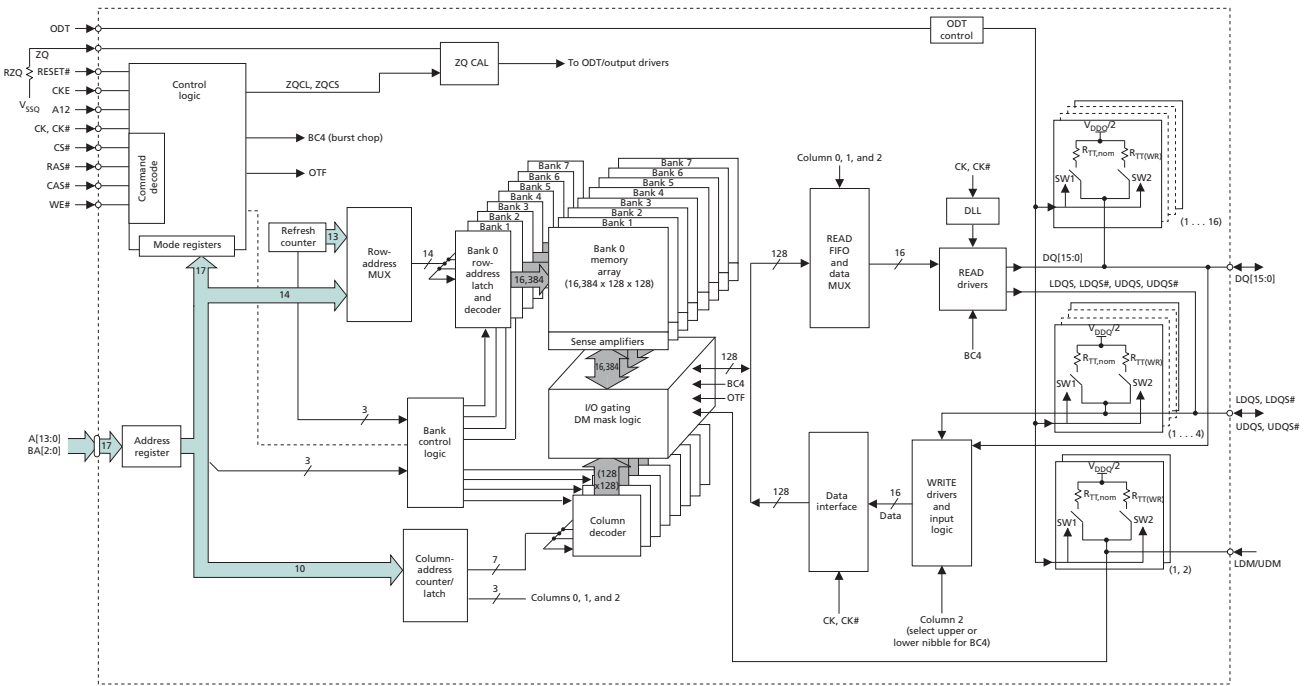 ODT
ODT
control
ZQ
RZQ
RESET#
ZQ CAL
To ODT/output drivers
Control
logic
ZQCL, ZQCS
CKE
VSSQ
A12
CK, CK#
BC4 (burst chop)
CS#
RAS#
CAS#
WE#
Command
decode
OTF
Mode registers
Refresh
counter
13
Row-
address
MUX
14
17
14
Bank 7
Bank 6
Bank 5
Bank 4
Bank 3
Bank 2
Bank 1
Bank 0
row-
address
latch
and
decoder
16,384
Bank 7
Bank 6
Bank 5
Bank 4
Bank 3
Bank 2
Bank 1
Bank 0
memory
array
(16,384 x 128 x 128)
Sense amplifiers
16,384
I/O gating
DM mask logic
128
BC4
OTF
(128
x128)
Column
decoder
3
3
Bank
control
logic
A[13:0]
BA[2:0]
17
Address
register
10
Column-
address
counter/
latch
7
3
Columns 0, 1, and 2
Column 0, 1, and 2
128
READ
FIFO
and
data
MUX
16
CK, CK#
DLL
READ
drivers
BC4
DQ[15:0]
LDQS, LDQS#, UDQS, UDQS#
128
Data
interface
16
Data
CK, CK#
WRITE
drivers
and
input
logic
Column 2
(select upper or
lower nibble for BC4)
VDDQ/2
RTT,nom
RTT(WR)
SW1
SW2
(1 . . . 16)
DQ[15:0]
VDDQ/2
RTT,nom
RTT(WR)
SW1
SW2
(1 . . . 4)
LDQS, LDQS#
UDQS, UDQS#
VDDQ/2
RTT,nom
RTT(WR)
SW1
SW2
(1, 2)
LDM/UDM